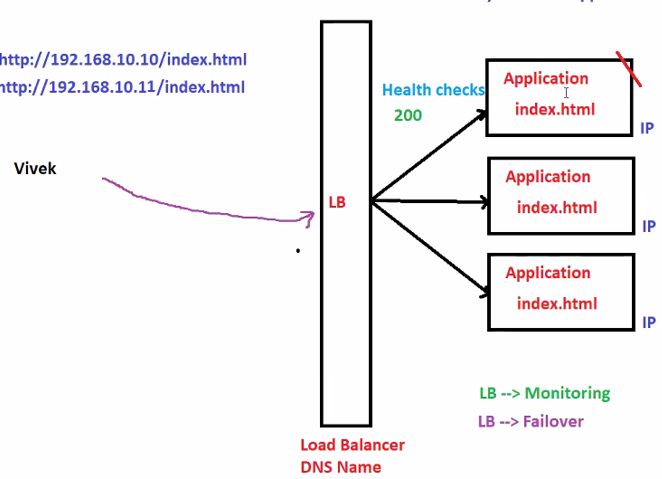 http://192.168.10.10/index.html
http://192.168.10.11/index.html
Vivek
LB
Load Balancer
DNS Name
Health checks
200
Application
index.html
IP
Application
index.html
IP
Application
index.html
IP
LB --> Monitoring
LB --> Failover